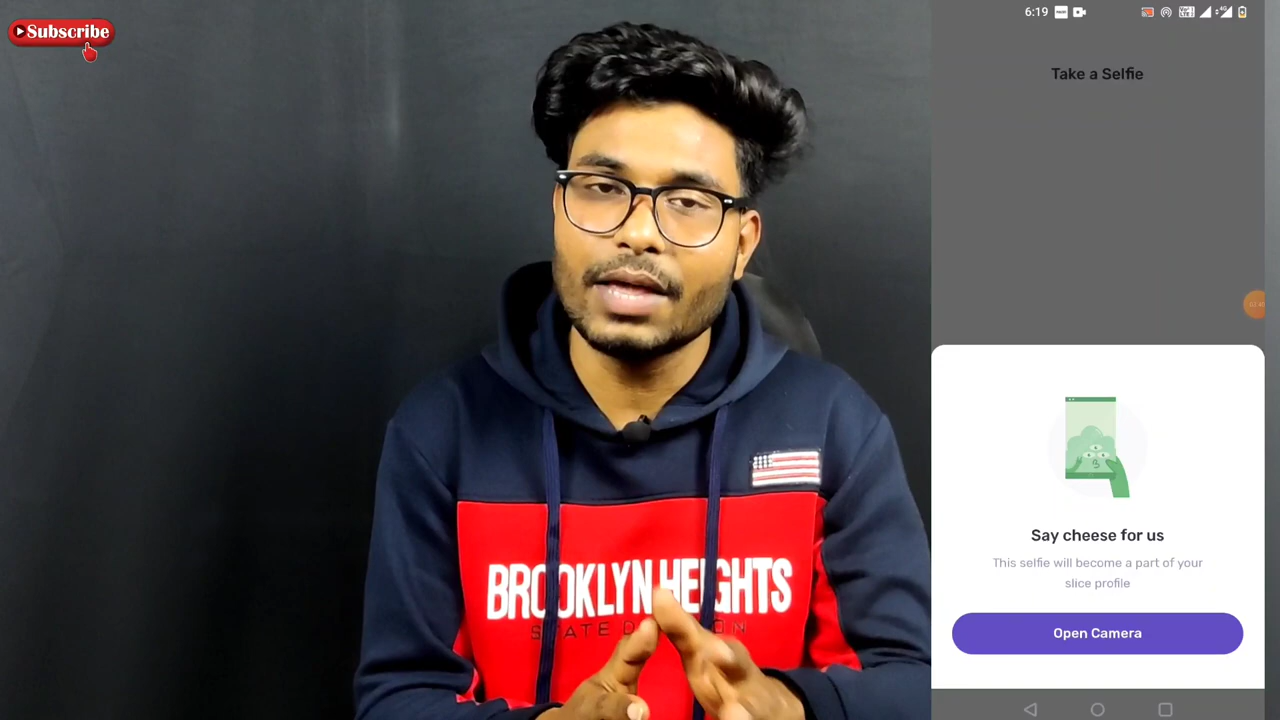 Subscribe
6:19
Take a Selfie
BROOKLYN HEIGHTS
Say cheese for us
This selfie will become a part of your
slice profile
Open Camera